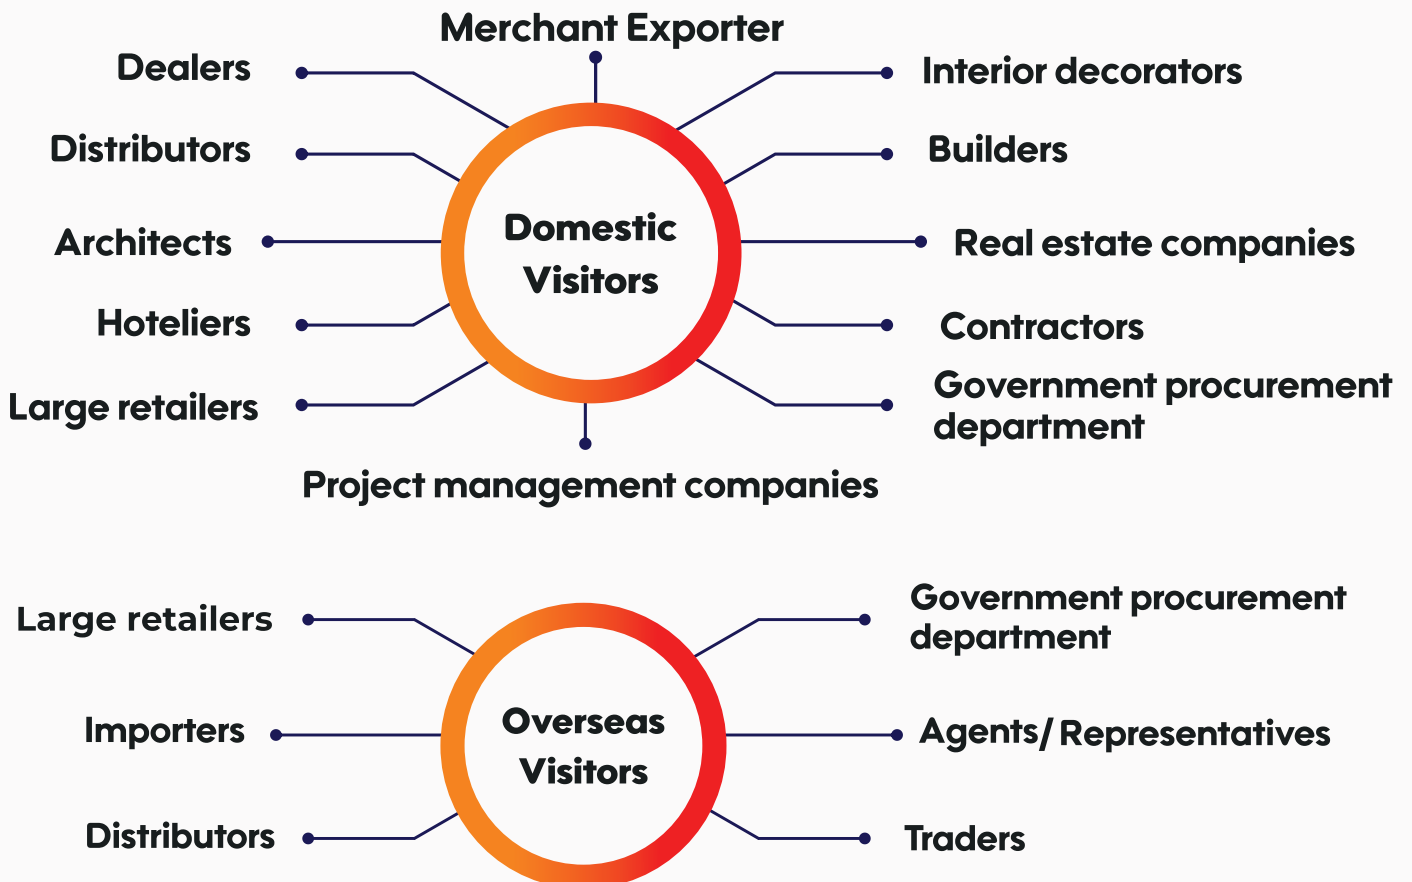 Merchant Exporter
Dealers
Interior decorators
Distributors
Builders
Domestic
Visitors
Architects
Real estate companies
Hoteliers
Contractors
Large retailers
Government procurement
department
Project management companies
Large retailers
Government procurement
department
Overseas
Visitors
Importers
Agents/Representatives
Distributors
Traders